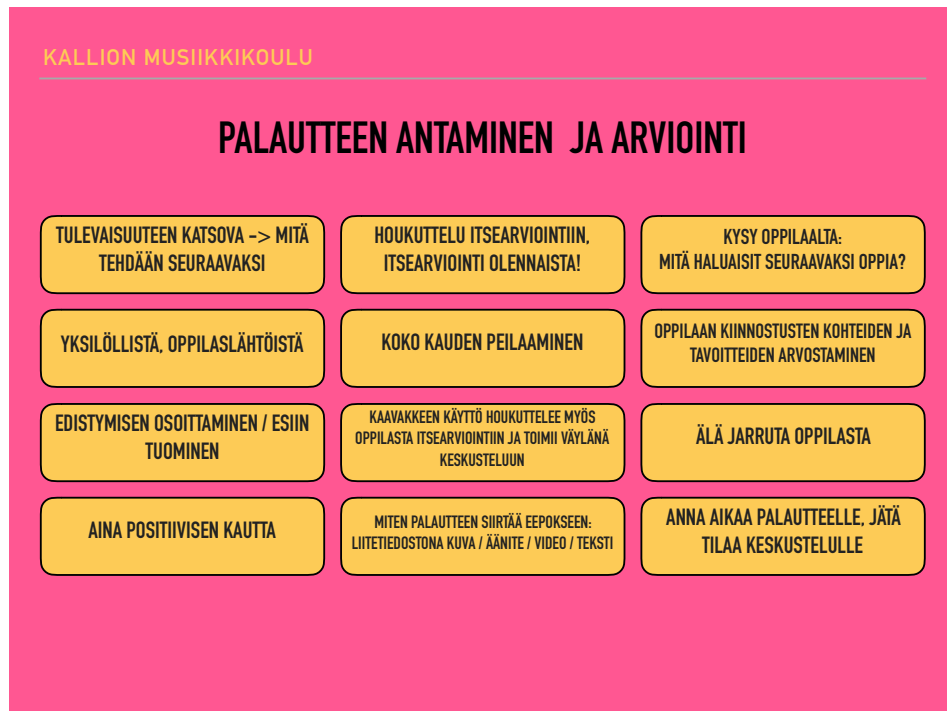 KALLION MUSIIKKIKOULU
PALAUTTEEN ANTAMINEN JA ARVIOINTI
TULEVAISUUTEEN KATSOVA -> MITÄ
TEHDÄÄN SEURAAVAKSI
HOUKUTTELU ITSEARVIOINTIIN,
ITSEARVIOINTI OLENNAISTA!
KYSY OPPILAALTA:
MITÄ HALUAISIT SEURAAVAKSI OPPIA?
YKSILÖLLISTÄ, OPPILASLÄHTÖISTÄ
KOKO KAUDEN PEILAAMINEN
OPPILAAN KIINNOSTUSTEN KOHTEIDEN JA
TAVOITTEIDEN ARVOSTAMINEN
EDISTYMISEN OSOITTAMINEN / ESIIN
TUOMINEN
KAAVAKKEEN KÄYTTÖ HOUKUTTELEE MYÖS
OPPILASTA ITSEARVIOINTIIN JA TOIMII VÄYLÄNÄ
KESKUSTELUUN
ÄLÄ JARRUTA OPPILASTA
AINA POSITIIVISEN KAUTTA
MITEN PALAUTTEEN SIIRTÄÄ EEPOKSEEN:
LIITETIEDOSTONA KUVA / ÄÄNITE / VIDEO / TEKSTI
ANNA AIKAA PALAUTTEELLE, JÄTÄ
TILAA KESKUSTELULLE